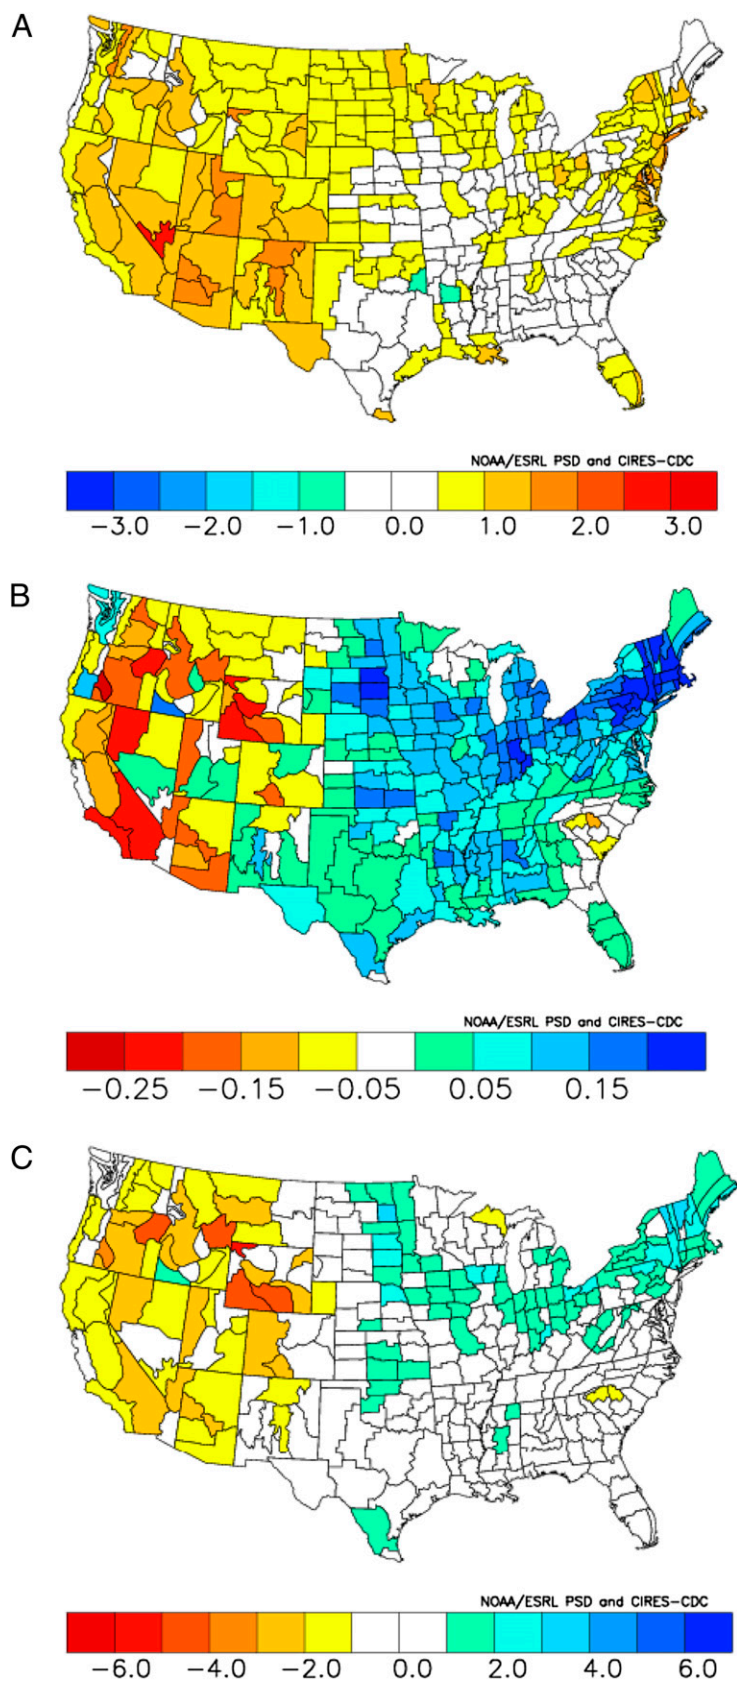 A
NOAA/ESRL PSD and CIRES-CDC
-3.0 -2.0 -1.0 0.0 1.0 2.0 3.0
B
NOAA/ESRL PSD and CIRES-CDC
-0.25 -0.15 -0.05 0.05 0.15
C
NOAA/ESRL PSD and CIRES-CDC
-6.0 -4.0 -2.0 0.0 2.0 4.0 6.0